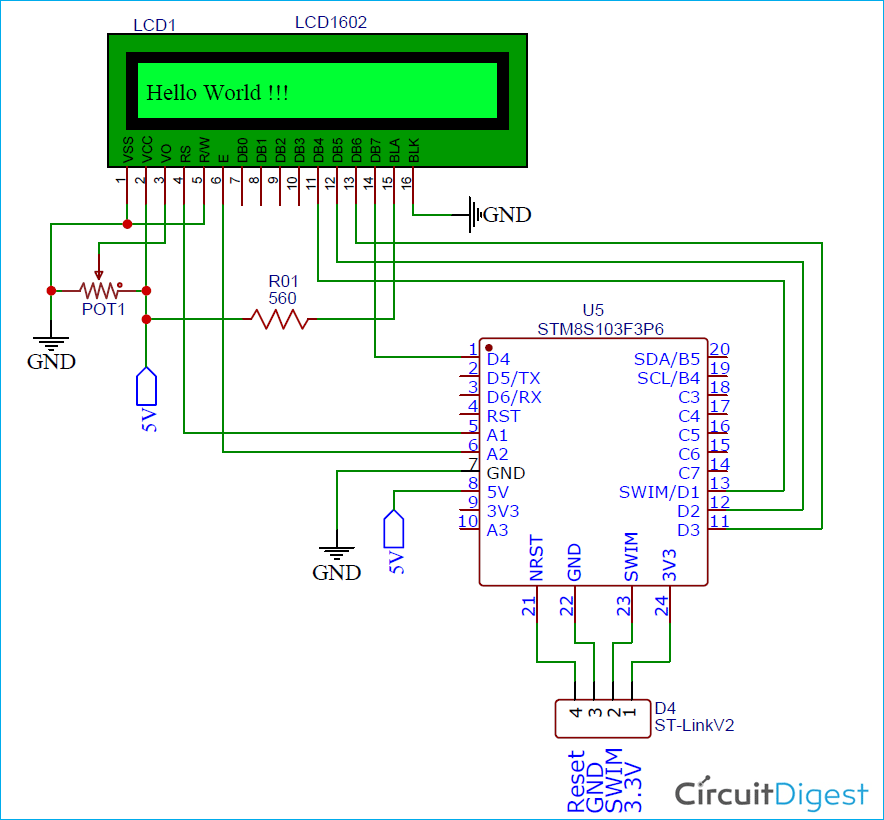 LCD1
LCD1602
Hello World !!!
VSS
VCC
VO
RS
R/W
E
DB0
DB1
DB2
DB3
DB4
DB5
DB6
DB7
BLA
BLK
1
2
3
4
5
6
7
8
9
10
11
12
13
14
15
16
GND
R01
560
POT1
GND
5V
U5
STM8S103F3P6
1 D4
2 D5/TX
3 D6/RX
4 RST
5 A1
6 A2
7 GND
8 5V
9 3V3
10 A3
SDA/B5 20
SCL/B4 19
C3 18
C4 17
C5 16
C6 15
C7 14
SWIM/D1 13
D2 12
D3 11
GND
5V
NRST
GND
SWIM
3V3
21
22
23
24
4
3
2
1
D4
ST-LinkV2
Reset
GND
SWIM
3.3V
CircuitDigest